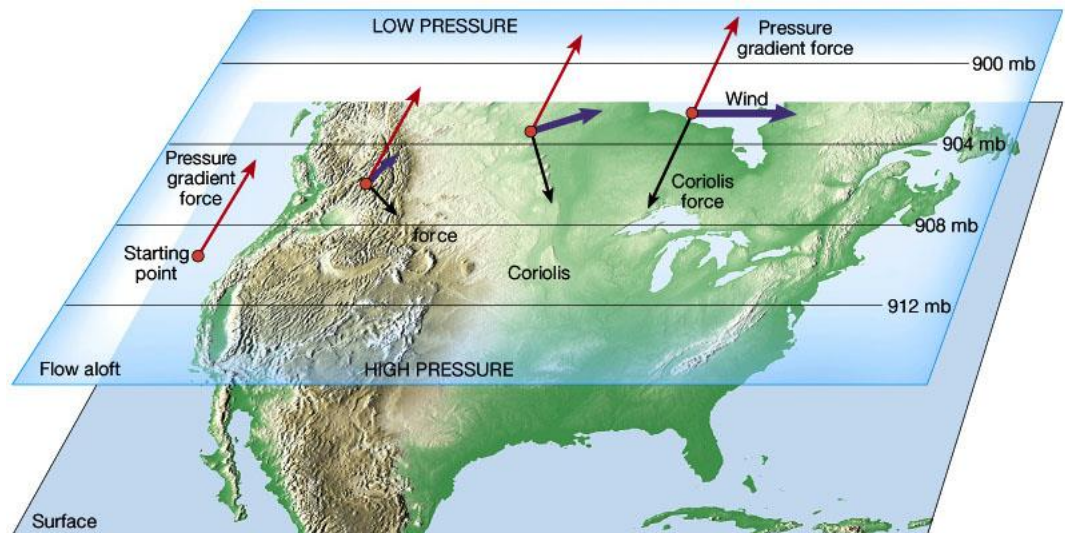 LOW PRESSURE
Pressure
gradient force
900 mb
Wind
904 mb
Pressure
gradient
force
Coriolis
force
908 mb
force
Starting
point
Coriolis
912 mb
Flow aloft
HIGH PRESSURE
Surface